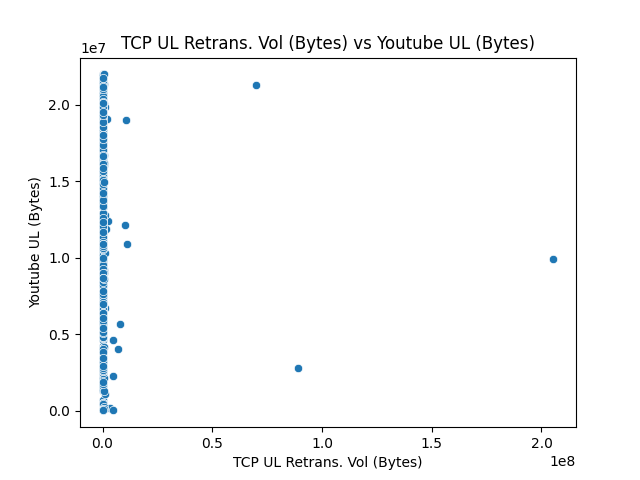 TCP UL Retrans. Vol (Bytes) vs Youtube UL (Bytes)
1e7
2.0
1.5
1.0
0.5
0.0
Youtube UL (Bytes)
0.0 0.5 1.0 1.5 2.0
1e8
TCP UL Retrans. Vol (Bytes)